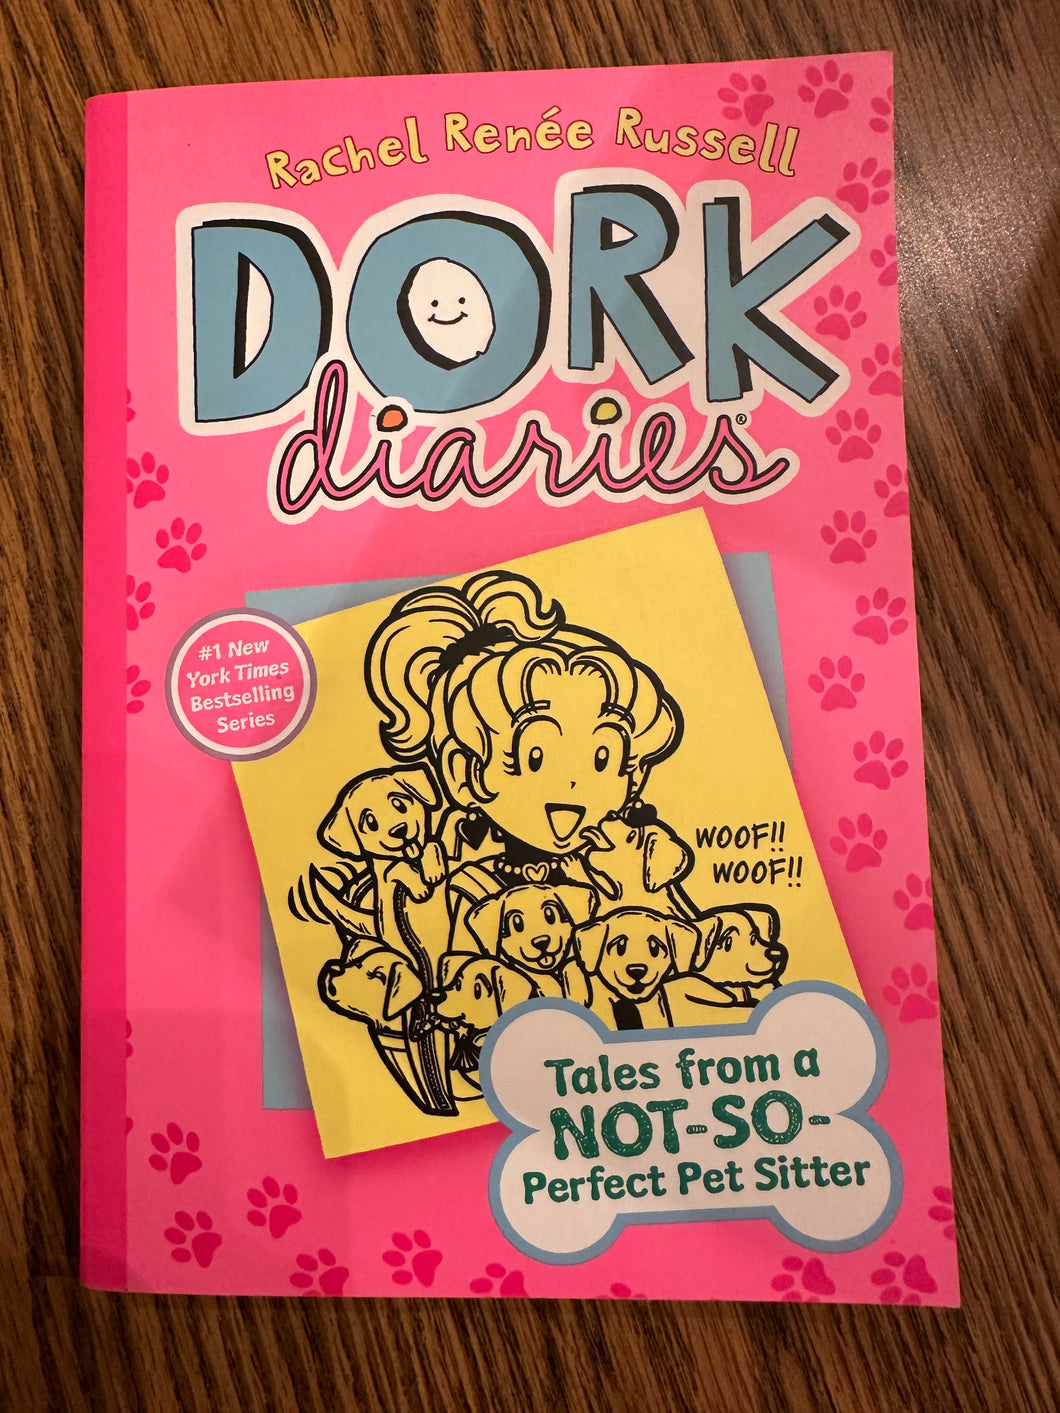 Rachel Renée Russell
DORK
diaries®
#1 New
York Times
Bestselling
Series
WOOF!!
WOOF!!
Tales from a
NOT-SO-
Perfect Pet Sitter